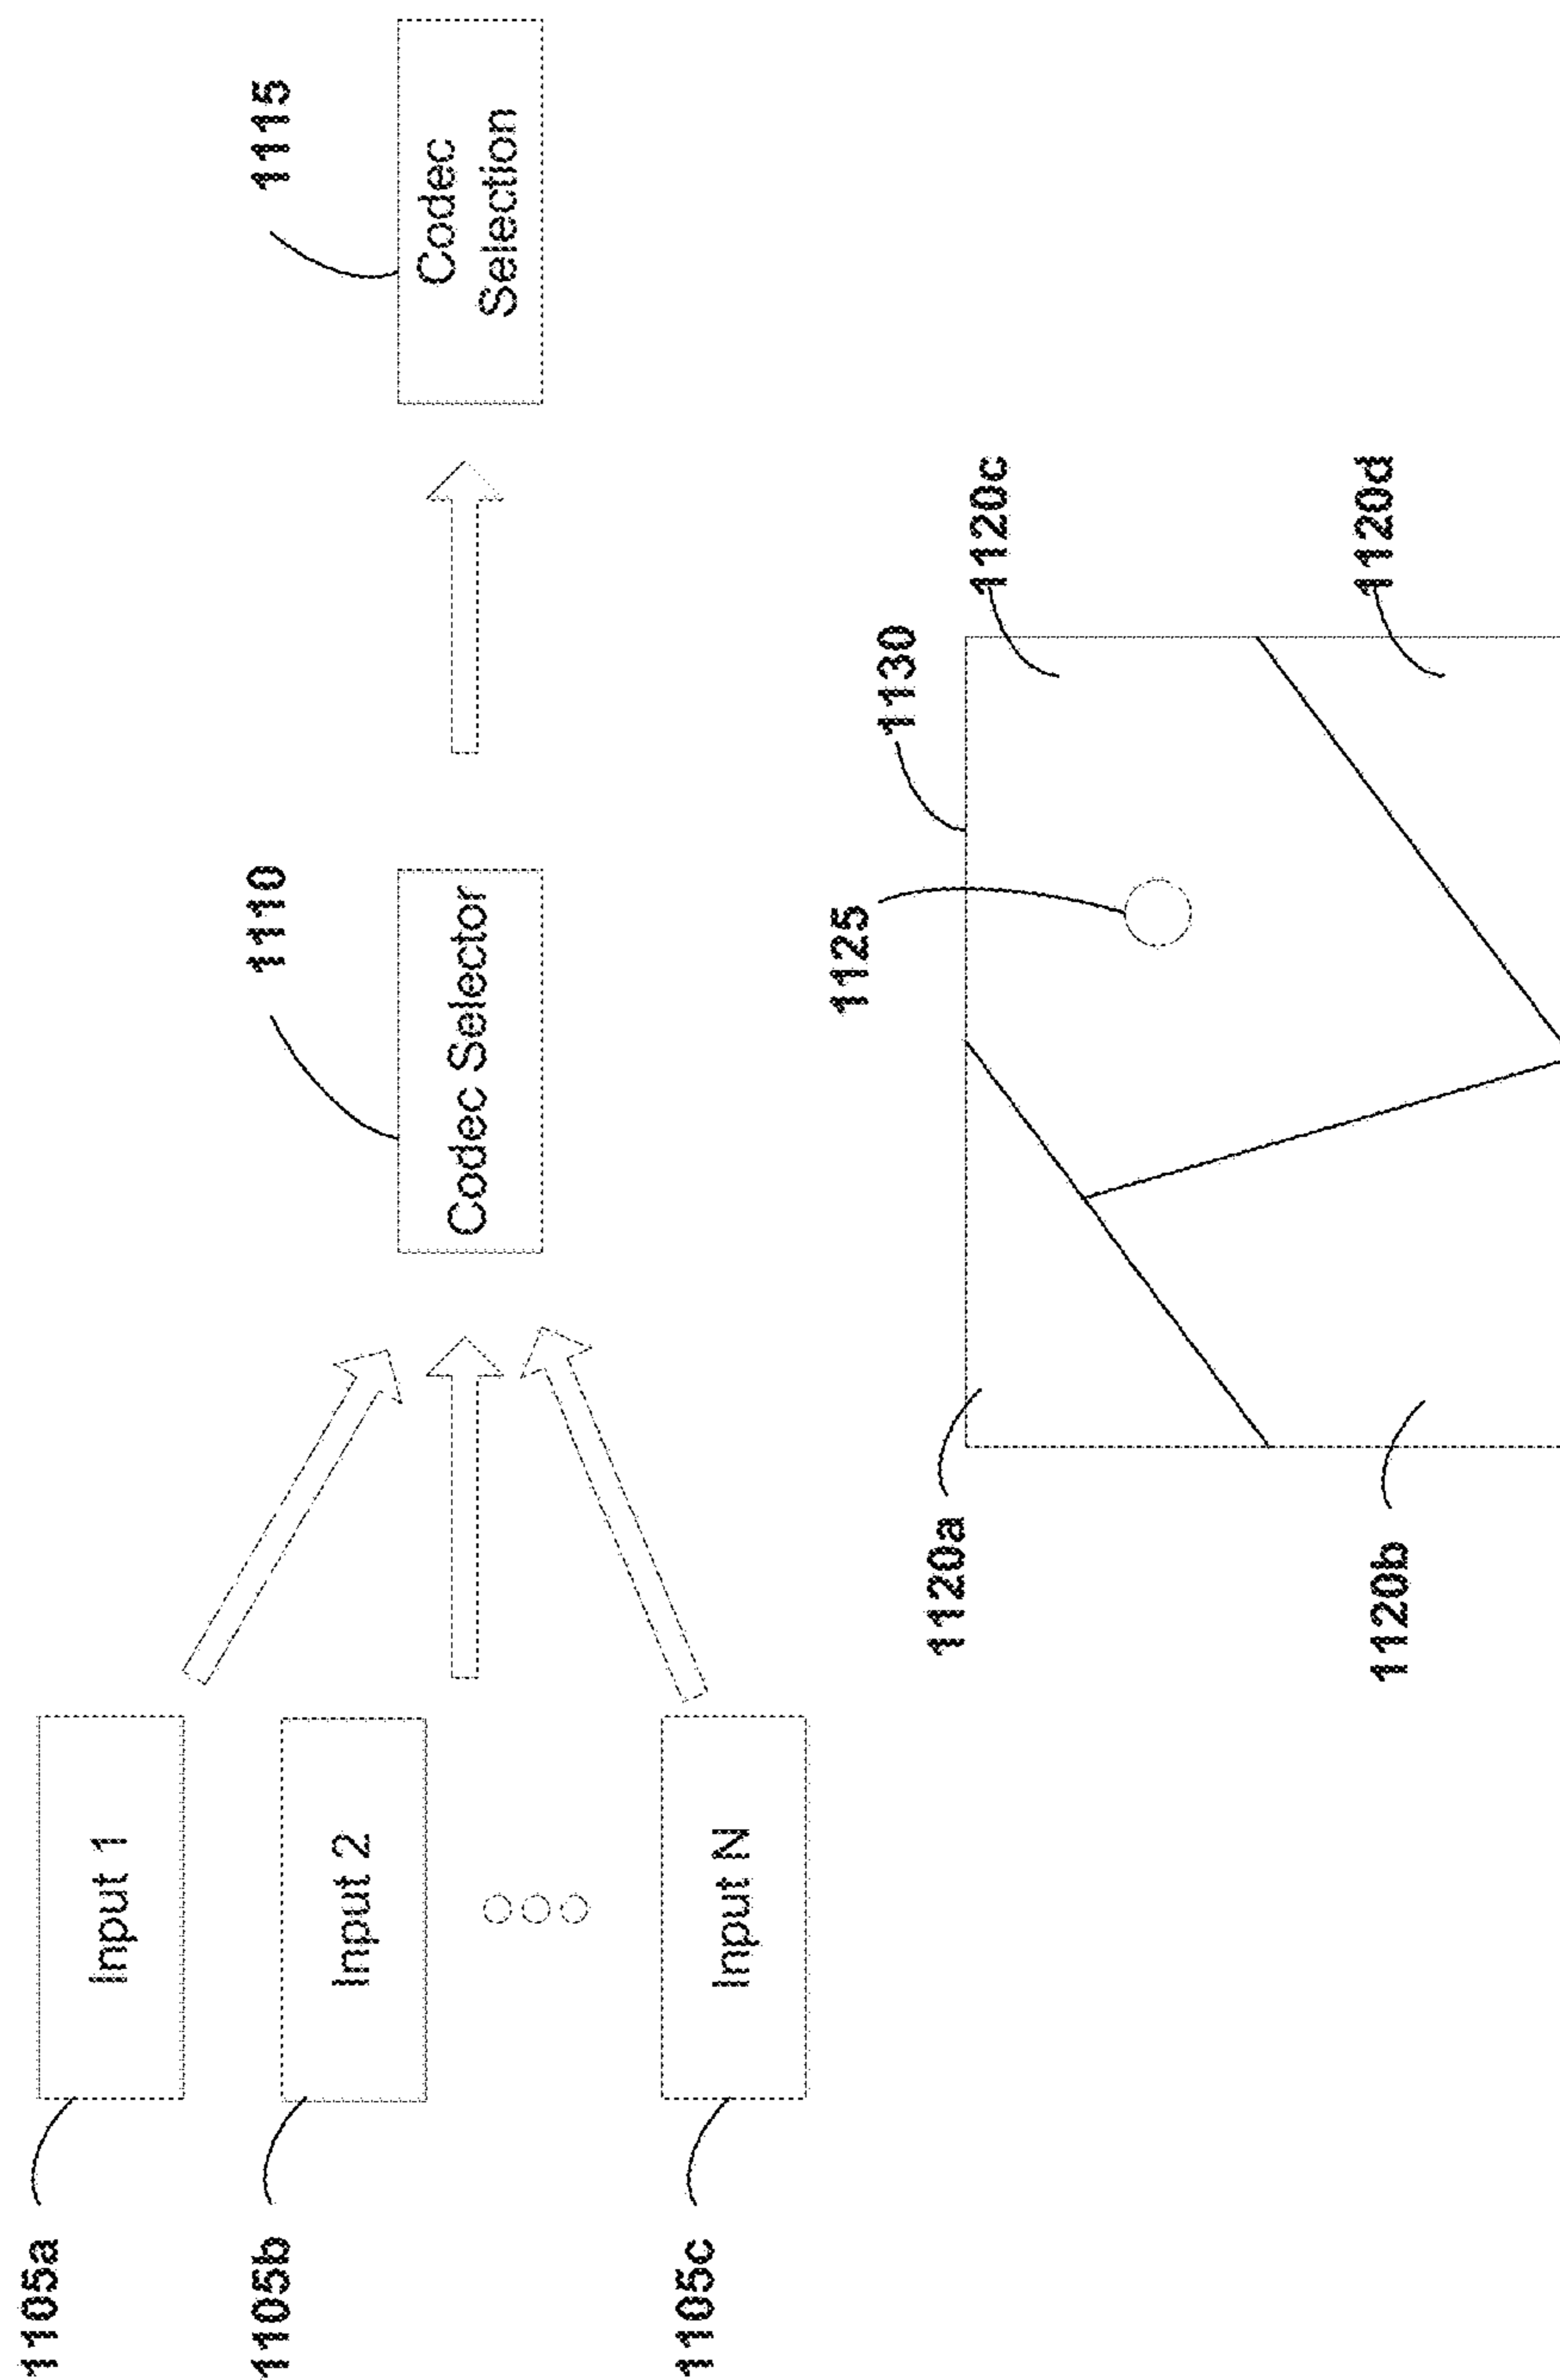 1105a
Input 1
1105b
Input 2
1105c
Input N
1110
Codec Selector
1115
Codec
Selection
1125
1130
1120a
1120b
1120c
1120d